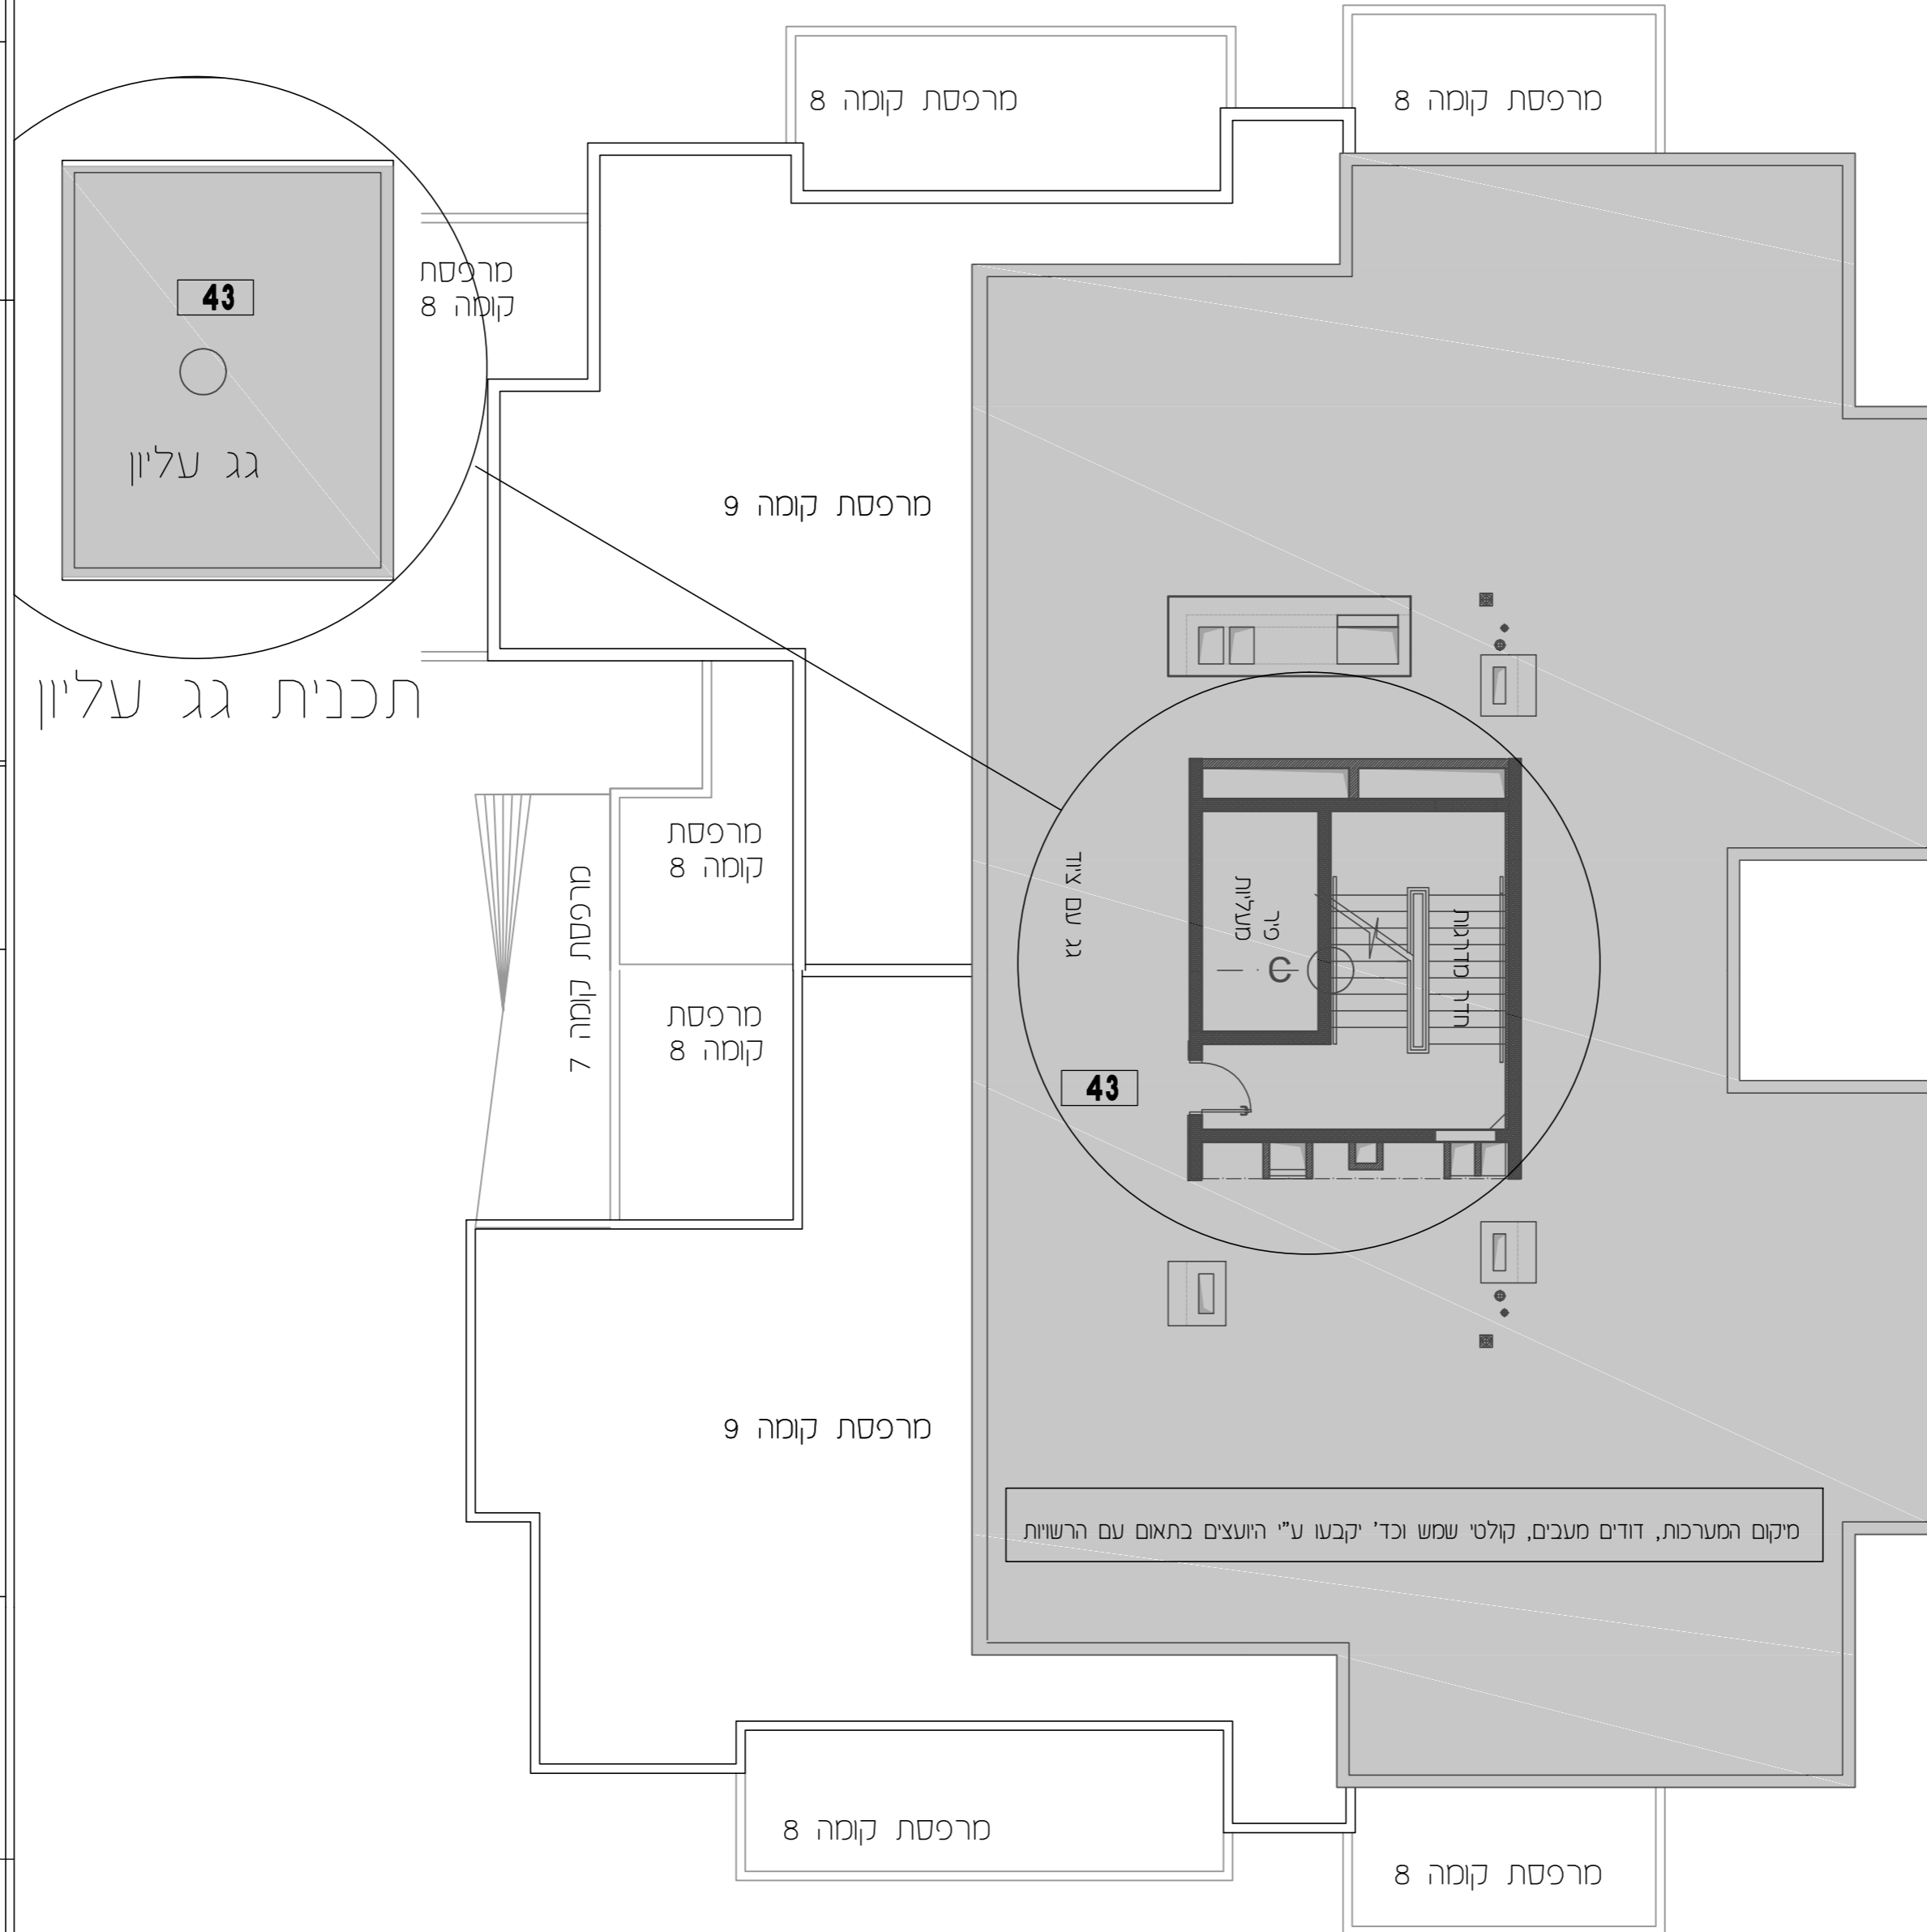 מרפסת קומה 8
מרפסת קומה 8
מרפסת
קומה 8
43
גג עליון
תכנית גג עליון
מרפסת קומה 9
מרפסת
קומה 8
מרפסת קומה 7
מרפסת
קומה 8
גג עם ציוד
פיר
מעליות
חדר מדרגות
43
מרפסת קומה 9
מיקום המערכות, דודים מעבים, קולטי שמש וכד' יקבעו ע"י היועצים בתאום עם הרשויות
מרפסת קומה 8
מרפסת קומה 8